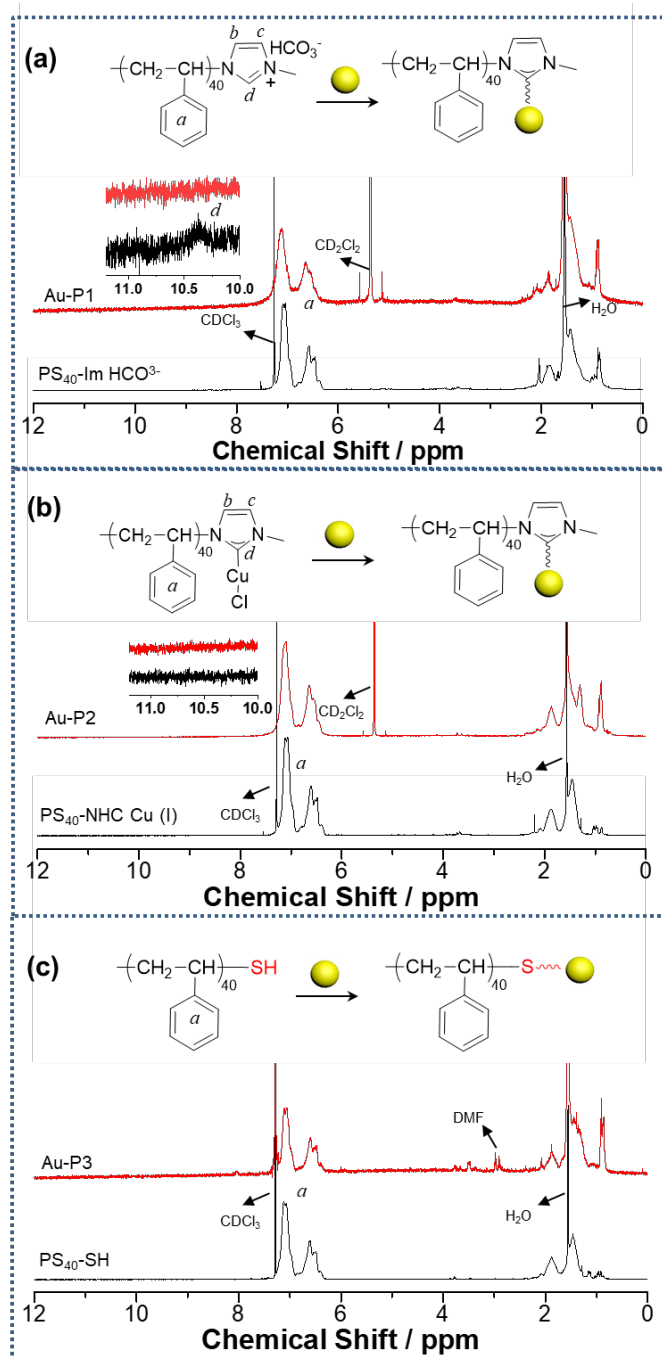 (a)
b c
HCO₃⁻
(CH₂—CH)₄₀ N N
+
d
a
(CH₂—CH)₄₀ N N
d
11.0 10.5 10.0
Au-P1
CD₂Cl₂
CDCl₃
a
H₂O
PS₄₀-Im HCO³⁻
12 10 8 6 4 2 0
Chemical Shift / ppm
(b)
b c
(CH₂—CH)₄₀ N N
d
Cu
Cl
a
(CH₂—CH)₄₀ N N
11.0 10.5 10.0
Au-P2
CD₂Cl₂
CDCl₃
a
H₂O
PS₄₀-NHC Cu (I)
12 10 8 6 4 2 0
Chemical Shift / ppm
(c)
(CH₂—CH)₄₀ SH
a
(CH₂—CH)₄₀ S
Au-P3
DMF
CDCl₃
a
H₂O
PS₄₀-SH
12 10 8 6 4 2 0
Chemical Shift / ppm